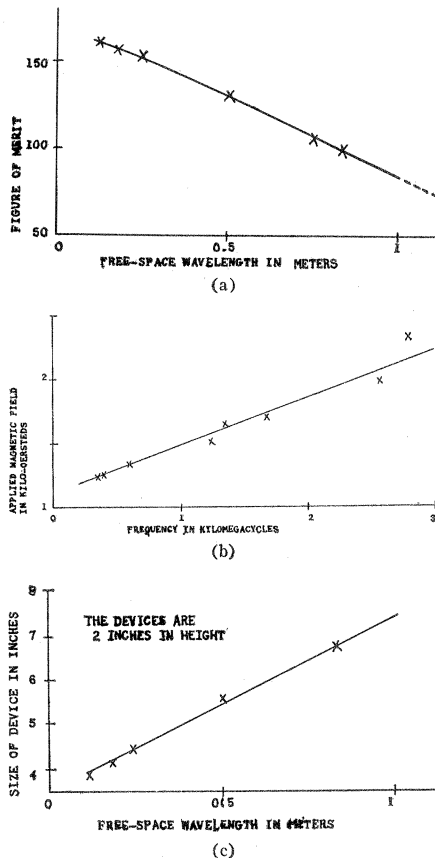 150
100
50
FIGURE OF MERIT
0
0.5
1
FREE-SPACE WAVELENGTH IN METERS
(a)
2
1
APPLIED MAGNETIC FIELD
IN KILO-OERSTEDS
1
2
3
FREQUENCY IN KILOMEGACYCLES
(b)
8
7
6
5
4
SIZE OF DEVICE IN INCHES
THE DEVICES ARE
2 INCHES IN HEIGHT
0
0.5
1
FREE-SPACE WAVELENGTH IN METERS
(c)